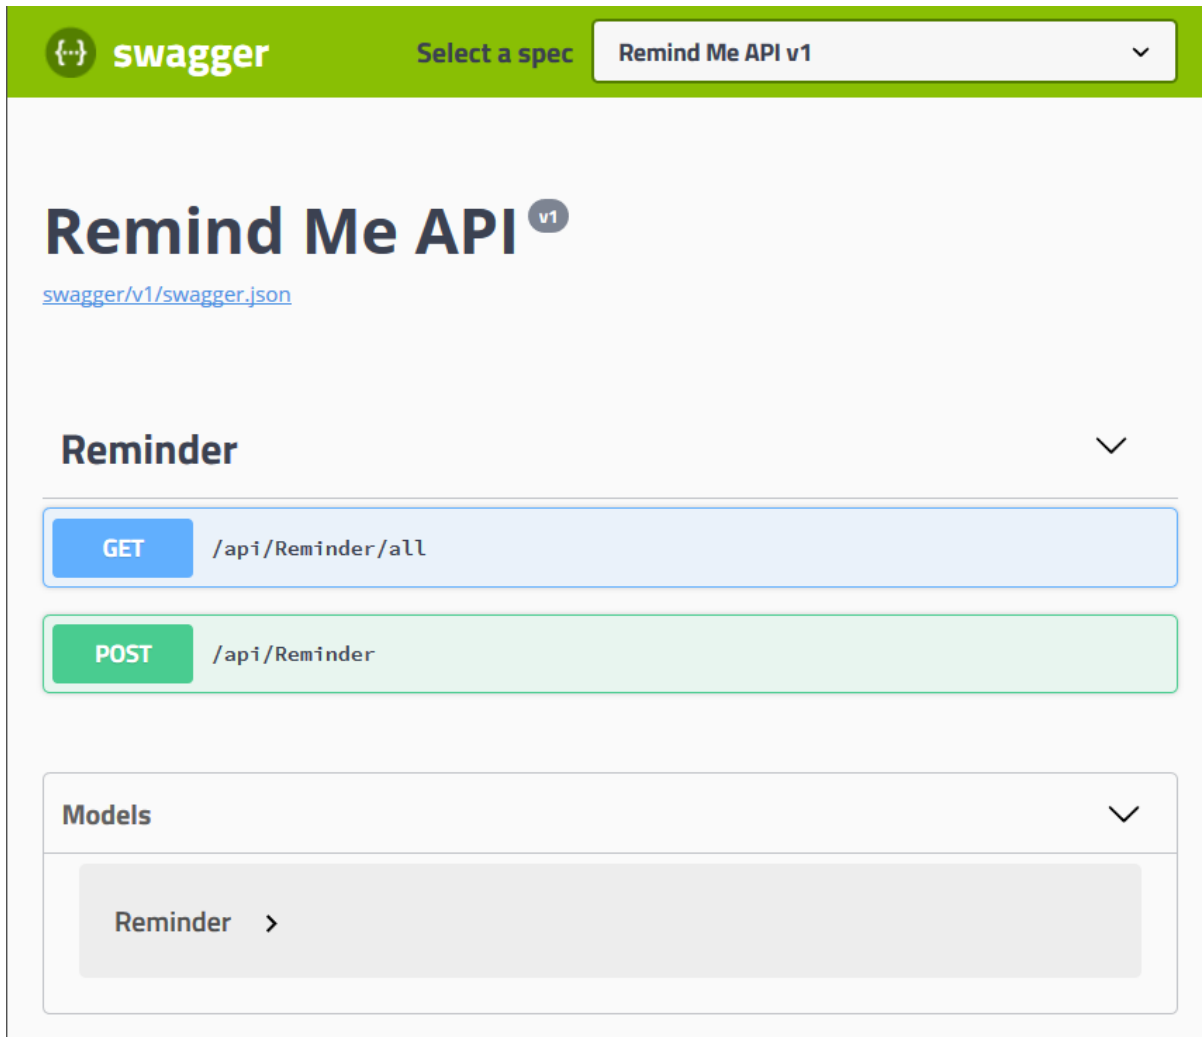 {···} swagger Select a spec Remind Me API v1
Remind Me API v1
swagger/v1/swagger.json
Reminder
GET /api/Reminder/all
POST /api/Reminder
Models
Reminder